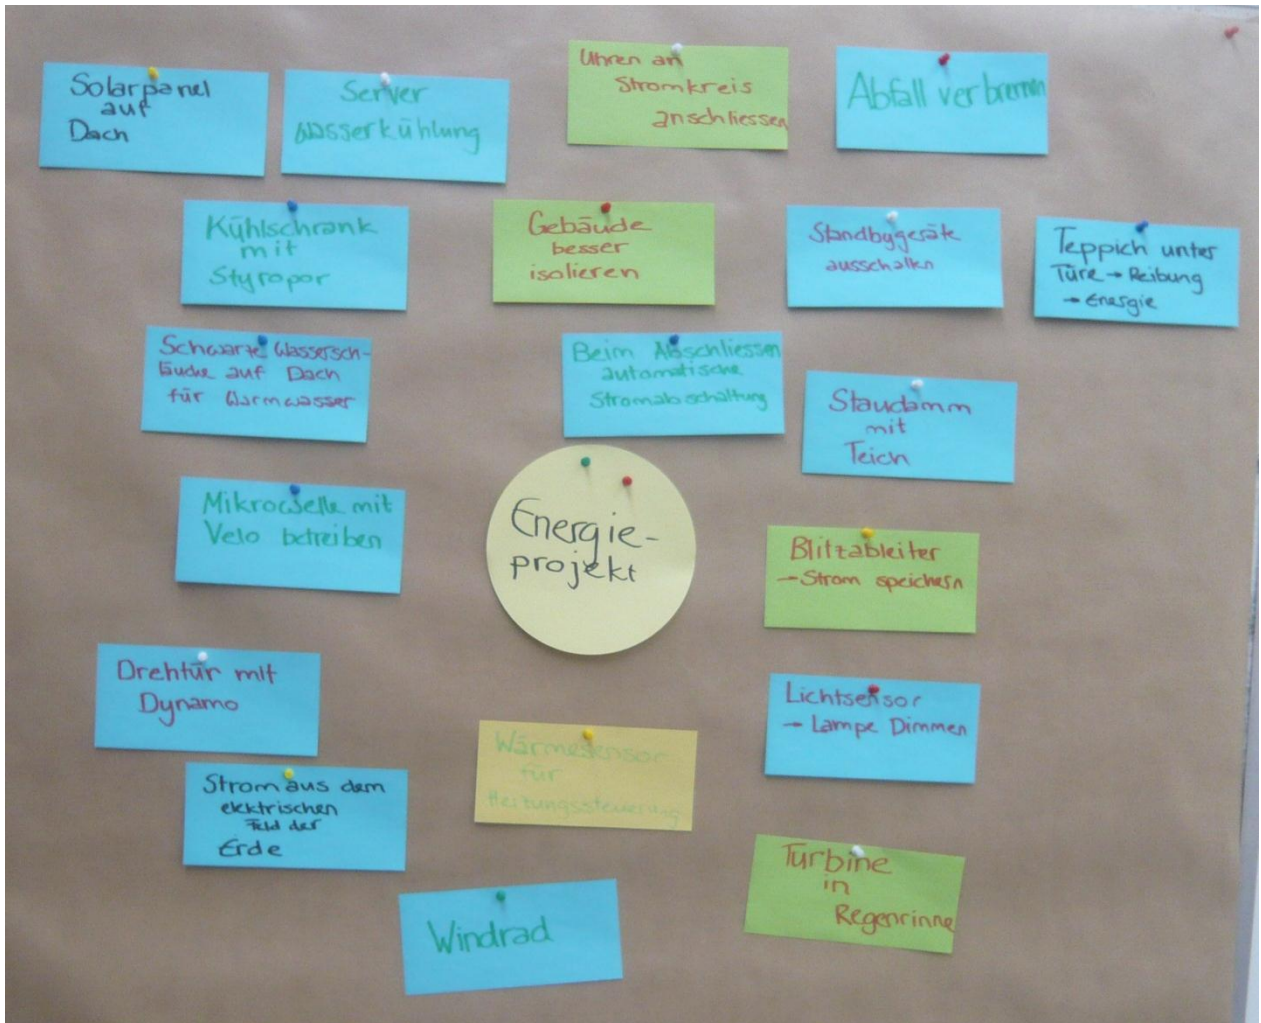 Solarpanel
auf
Dach
Server
Wasserkühlung
Uhren an
Stromkreis
anschliessen
Abfall verbrennen
Kühlschrank
mit
Styropor
Gebäude
besser
isolieren
Standbygeräte
ausschalten
Teppich unter
Türe → Reibung
→ Energie
Schwarze Wassersch-
läuche auf Dach
für Warmwasser
Beim Abschliessen
automatische
Stromabschaltung
Staudamm
mit
Teich
Mikrowelle mit
Velo betreiben
Energie-
projekt
Blitzableiter
→ Strom speichern
Drehtür mit
Dynamo
Lichtsensor
→ Lampe Dimmen
Wärmesensor
für
Heitungssteuerung
Strom aus dem
elektrischen
Feld der
Erde
Turbine
in
Regenrinne
Windrad